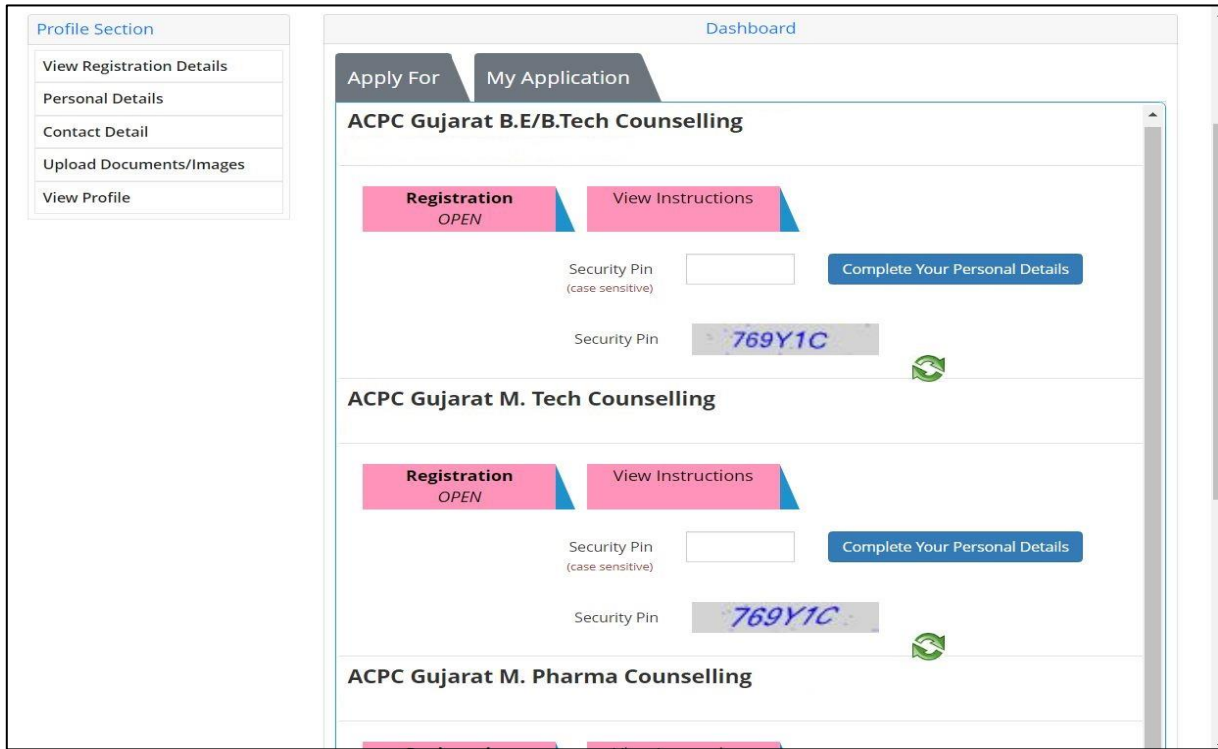 Profile Section
View Registration Details
Personal Details
Contact Detail
Upload Documents/Images
View Profile
Dashboard
Apply For
My Application
ACPC Gujarat B.E/B.Tech Counselling
Registration
OPEN
View Instructions
Security Pin
(case sensitive)
Complete Your Personal Details
Security Pin
769Y1C
ACPC Gujarat M. Tech Counselling
Registration
OPEN
View Instructions
Security Pin
(case sensitive)
Complete Your Personal Details
Security Pin
769Y1C
ACPC Gujarat M. Pharma Counselling